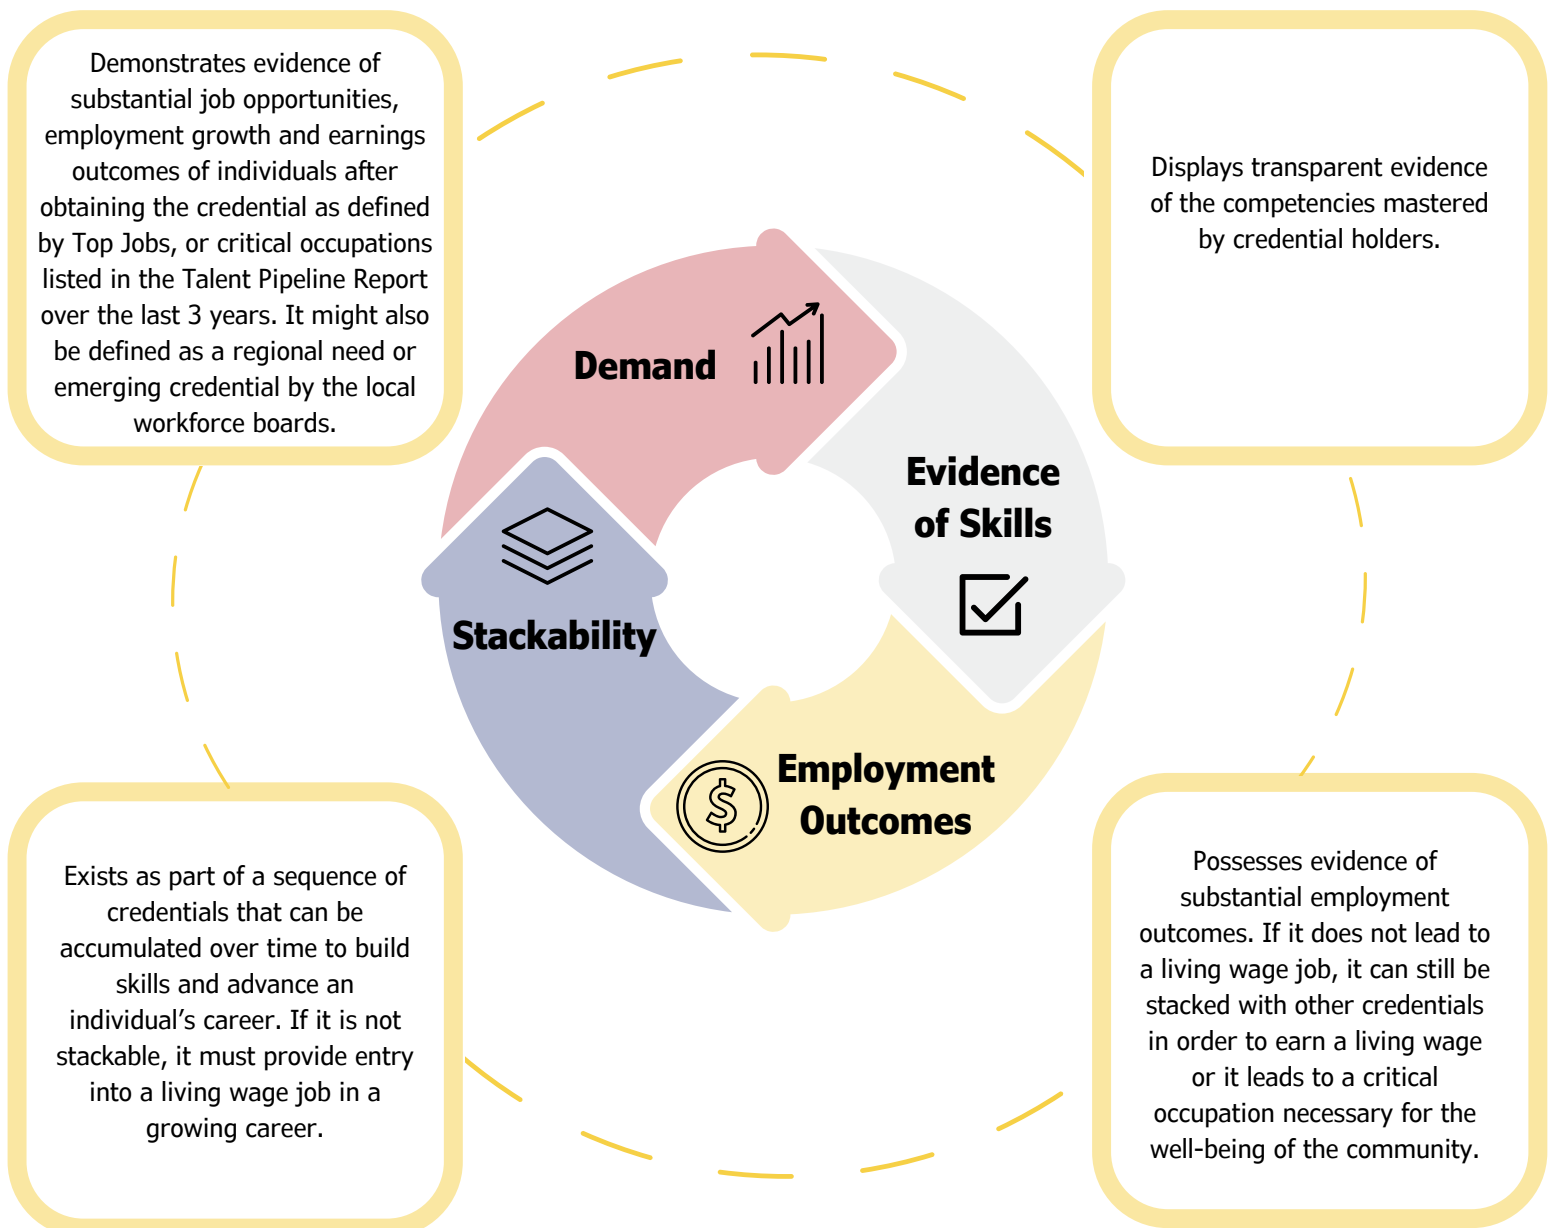 Demonstrates evidence of
substantial job opportunities,
employment growth and earnings
outcomes of individuals after
obtaining the credential as defined
by Top Jobs, or critical occupations
listed in the Talent Pipeline Report
over the last 3 years. It might also
be defined as a regional need or
emerging credential by the local
workforce boards.
Displays transparent evidence
of the competencies mastered
by credential holders.
Demand
Evidence
of Skills
Stackability
Employment
Outcomes
$
Exists as part of a sequence of
credentials that can be
accumulated over time to build
skills and advance an
individual’s career. If it is not
stackable, it must provide entry
into a living wage job in a
growing career.
Possesses evidence of
substantial employment
outcomes. If it does not lead to
a living wage job, it can still be
stacked with other credentials
in order to earn a living wage
or it leads to a critical
occupation necessary for the
well-being of the community.